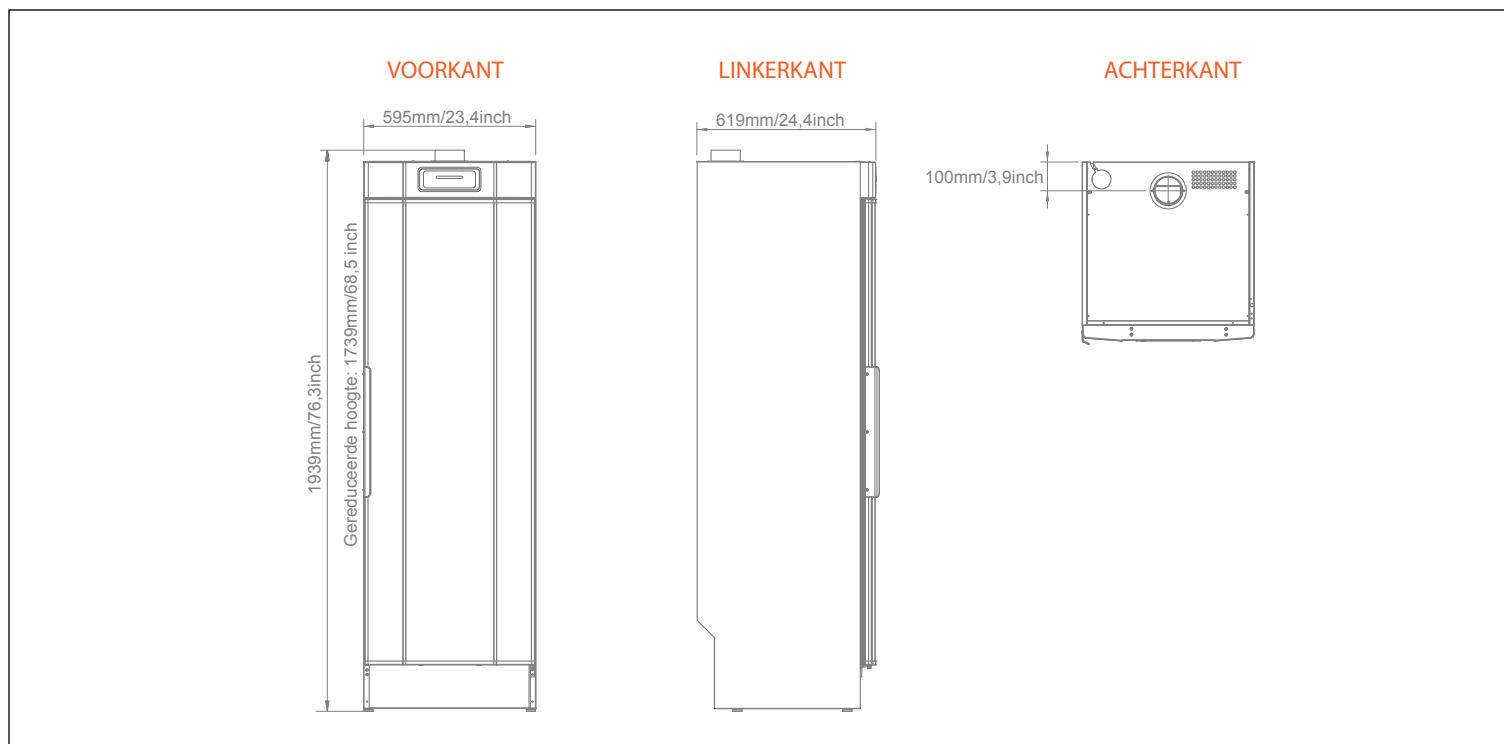 VOORKANT
LINKERKANT
ACHTERKANT
595mm/23,4inch
619mm/24,4inch
100mm/3,9inch
1939mm/76,3inch
Gereduceerde hoogte: 1739mm/68,5 inch